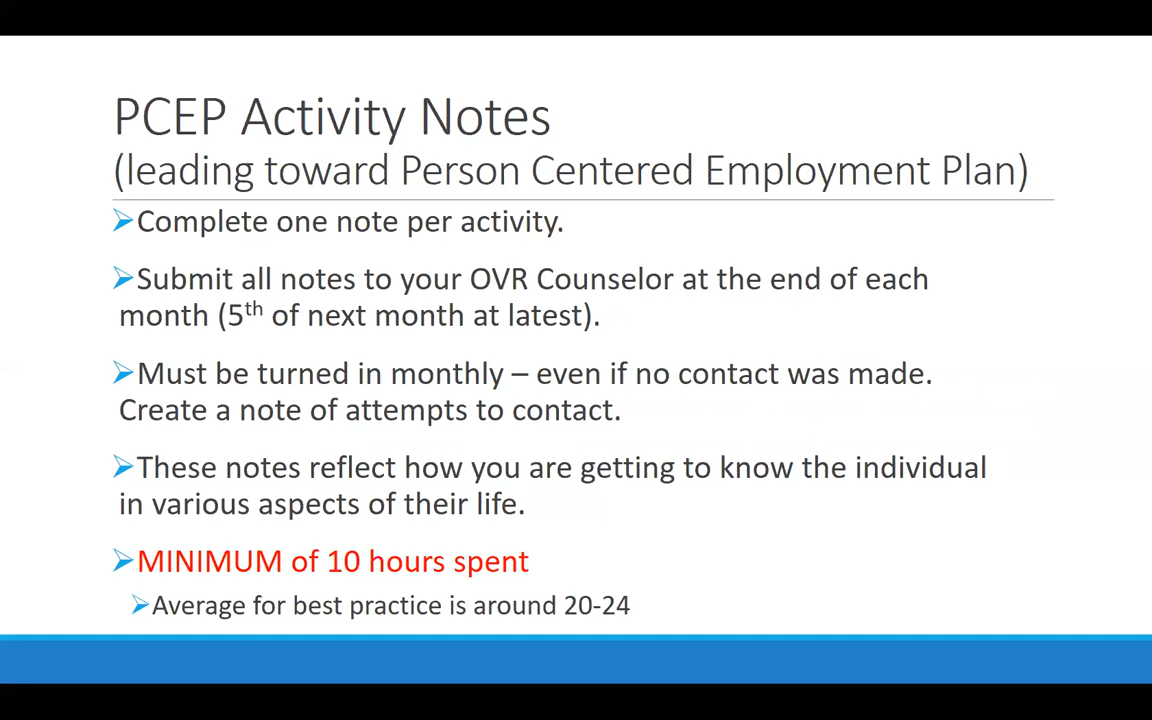 PCEP Activity Notes
(leading toward Person Centered Employment Plan)
Complete one note per activity.
Submit all notes to your OVR Counselor at the end of each
month (5th of next month at latest).
Must be turned in monthly – even if no contact was made.
Create a note of attempts to contact.
These notes reflect how you are getting to know the individual
in various aspects of their life.
MINIMUM of 10 hours spent
Average for best practice is around 20-24